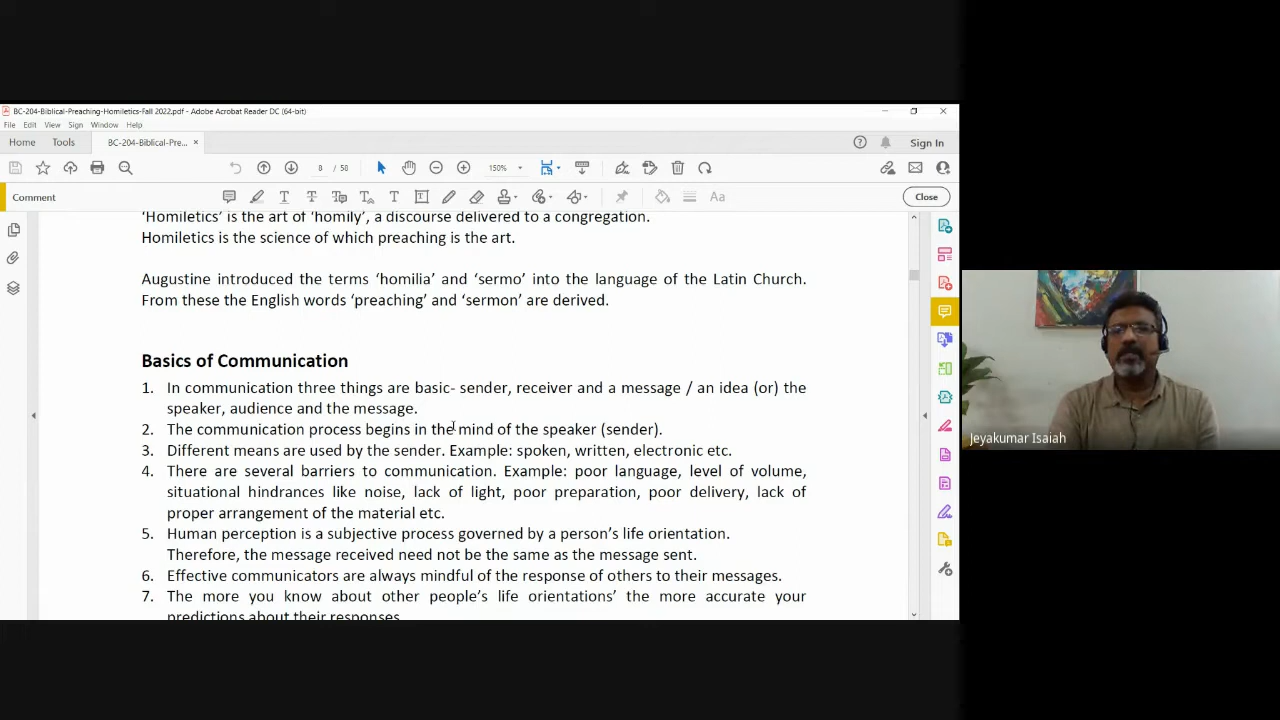 BC-204-Biblical-Preaching-Homiletics-Fall 2022.pdf - Adobe Acrobat Reader DC (64-bit)
File Edit View Sign Window Help
Home Tools BC-204-Biblical-Pre... × Sign In
8 / 58 150%
Comment Aa Close
‘Homiletics’ is the art of ‘homily’, a discourse delivered to a congregation.
Homiletics is the science of which preaching is the art.
Augustine introduced the terms ‘homilia’ and ‘sermo’ into the language of the Latin Church.
From these the English words ‘preaching’ and ‘sermon’ are derived.
Basics of Communication
1. In communication three things are basic- sender, receiver and a message / an idea (or) the
speaker, audience and the message.
2. The communication process begins in the mind of the speaker (sender).
3. Different means are used by the sender. Example: spoken, written, electronic etc.
4. There are several barriers to communication. Example: poor language, level of volume,
situational hindrances like noise, lack of light, poor preparation, poor delivery, lack of
proper arrangement of the material etc.
5. Human perception is a subjective process governed by a person’s life orientation.
Therefore, the message received need not be the same as the message sent.
6. Effective communicators are always mindful of the response of others to their messages.
7. The more you know about other people’s life orientations’ the more accurate your
predictions about their responses.
Jeyakumar Isaiah